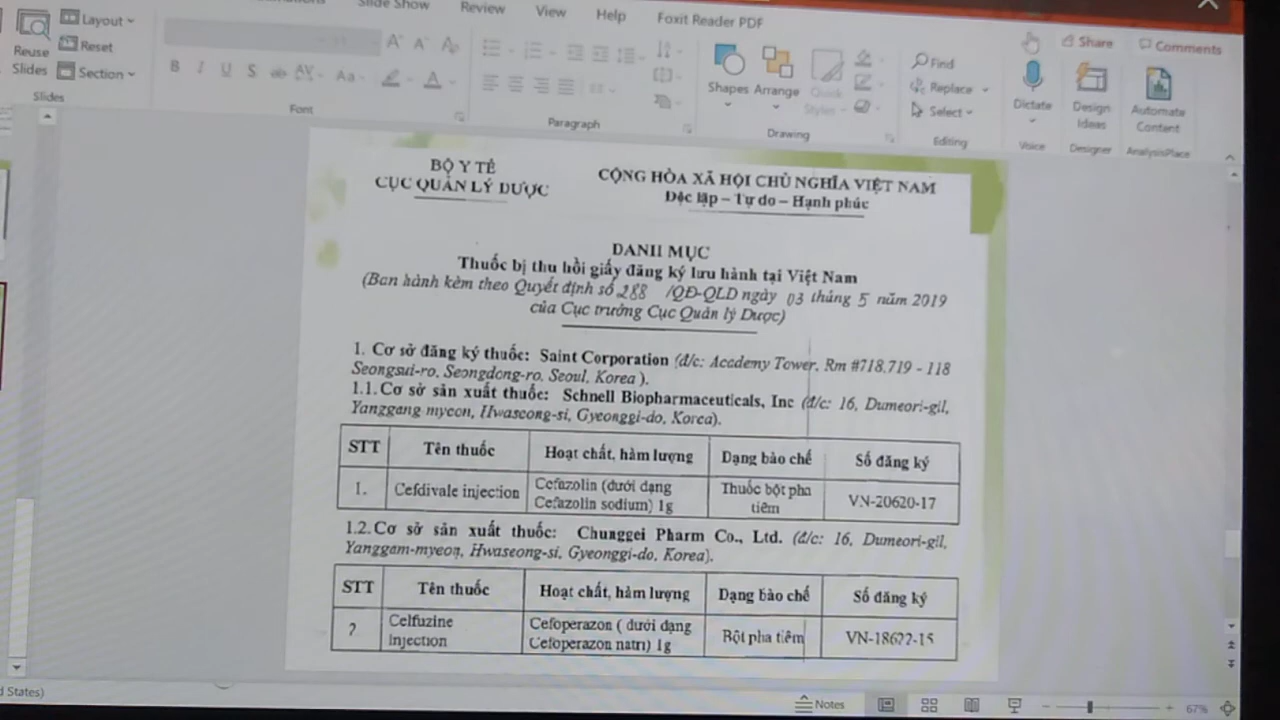 Slide Show Review View Help Foxit Reader PDF
Layout
Reuse Slides
Reset
Section
Slides
Font
Paragraph
Shapes Arrange Quick Styles
Drawing
Find
Replace
Select
Editing
Share Comments
Dictate
Voice
Design Ideas
Designer
Automate Content
AnalysisPlace
BỘ Y TẾ
CỤC QUẢN LÝ DƯỢC
CỘNG HÒA XÃ HỘI CHỦ NGHĨA VIỆT NAM
Độc lập – Tự do – Hạnh phúc
DANH MỤC
Thuốc bị thu hồi giấy đăng ký lưu hành tại Việt Nam
(Ban hành kèm theo Quyết định số 288 /QĐ-QLD ngày 03 tháng 5 năm 2019
của Cục trưởng Cục Quản lý Dược)
1. Cơ sở đăng ký thuốc: Saint Corporation (đ/c: Academy Tower, Rm #718,719 - 118
Seongsui-ro, Seongdong-ro, Seoul, Korea ).
1.1. Cơ sở sản xuất thuốc: Schnell Biopharmaceuticals, Inc (đ/c: 16, Dumeori-gil,
Yanggang myeon, Hwaseong-si, Gyeonggi-do, Korea).
STT Tên thuốc Hoạt chất, hàm lượng Dạng bào chế Số đăng ký
1. Cefdivale injection Cefazolin (dưới dạng Cefazolin sodium) 1g Thuốc bột pha tiêm VN-20620-17
1.2. Cơ sở sản xuất thuốc: Chunggei Pharm Co., Ltd. (đ/c: 16, Dumeori-gil,
Yanggam-myeon, Hwaseong-si, Gyeonggi-do, Korea).
STT Tên thuốc Hoạt chất, hàm lượng Dạng bào chế Số đăng ký
2 Celfuzine Injection Cefoperazon ( dưới dạng Cefoperazon natri) 1g Bột pha tiêm VN-18622-15
d States)
Notes
67%